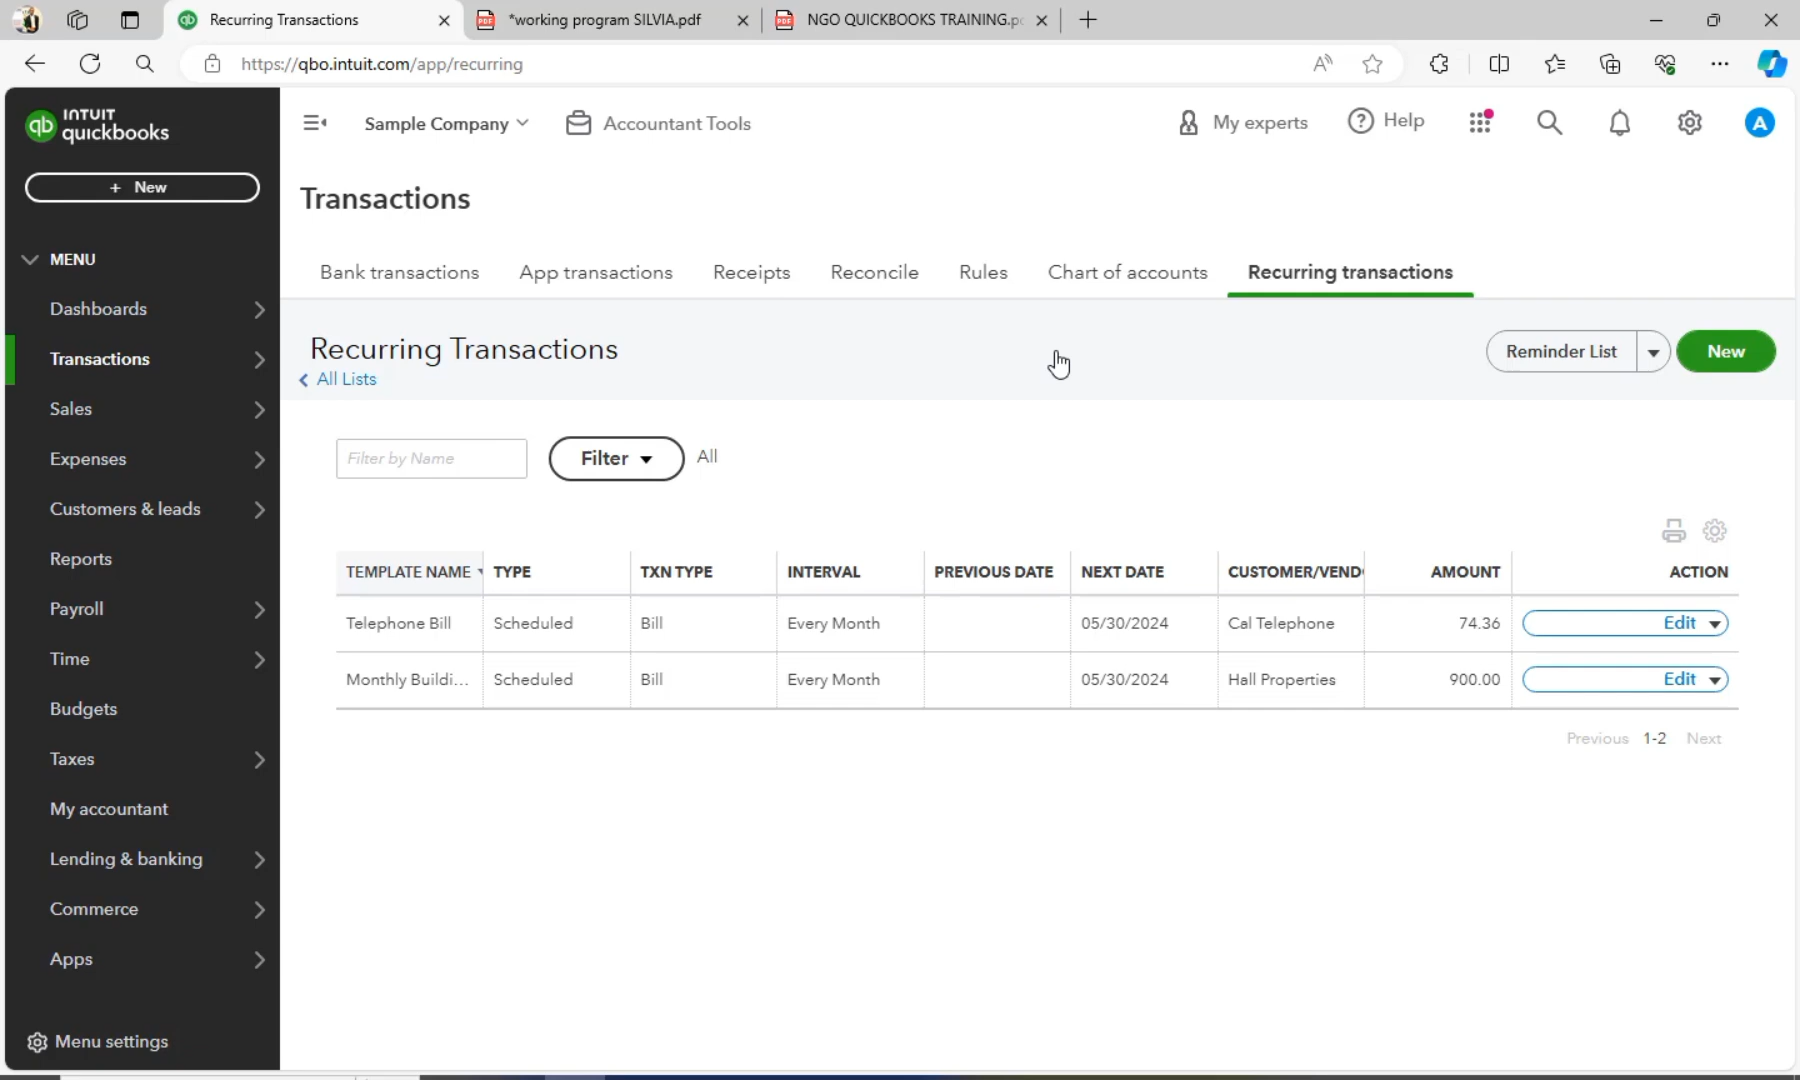 Recurring Transactions
*working program SILVIA.pdf
NGO QUICKBOOKS TRAINING.p
https://qbo.intuit.com/app/recurring
INTUIT
quickbooks
qb
+ New
MENU
Dashboards
Transactions
Sales
Expenses
Customers & leads
Reports
Payroll
Time
Budgets
Taxes
My accountant
Lending & banking
Commerce
Apps
Menu settings
Sample Company
Accountant Tools
My experts
Help
A
Transactions
Bank transactions
App transactions
Receipts
Reconcile
Rules
Chart of accounts
Recurring transactions
Recurring Transactions
All Lists
Reminder List
New
Filter by Name
Filter
All
TEMPLATE NAME TYPE TXN TYPE INTERVAL PREVIOUS DATE NEXT DATE CUSTOMER/VEND AMOUNT ACTION
Telephone Bill Scheduled Bill Every Month 05/30/2024 Cal Telephone 74.36 Edit
Monthly Buildi... Scheduled Bill Every Month 05/30/2024 Hall Properties 900.00 Edit
Previous 1-2 Next